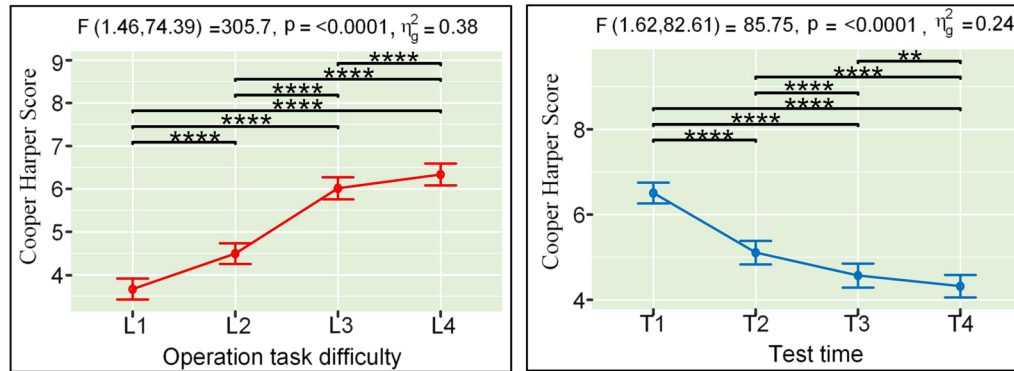 F (1.46,74.39) =305.7, p = <0.0001, η²g = 0.38
9
8
7
6
5
4
Cooper Harper Score
****
****
****
****
****
****
L1 L2 L3 L4
Operation task difficulty
F (1.62,82.61) = 85.75, p = <0.0001 , η²g = 0.24
8
6
4
Cooper Harper Score
**
****
****
****
****
****
T1 T2 T3 T4
Test time